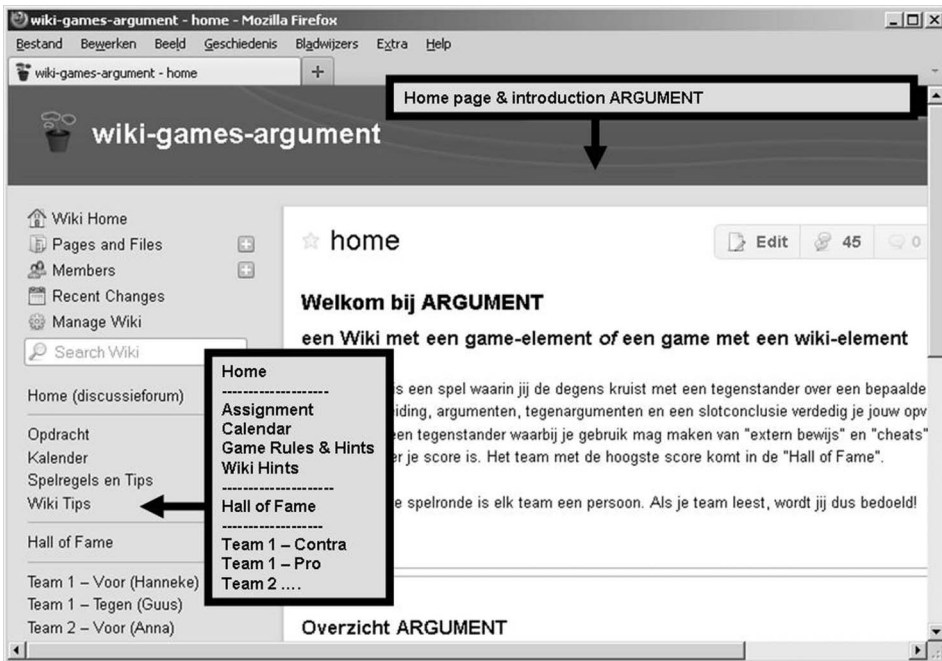 wiki-games-argument - home - Mozilla Firefox
Bestand Bewerken Beeld Geschiedenis Bladwijzers Extra Help
wiki-games-argument - home
Home page & introduction ARGUMENT
wiki-games-argument
Wiki Home
Pages and Files
Members
Recent Changes
Manage Wiki
Search Wiki
Home (discussieforum)
Opdracht
Kalender
Spelregels en Tips
Wiki Tips
Hall of Fame
Team 1 – Voor (Hanneke)
Team 1 – Tegen (Guus)
Team 2 – Voor (Anna)
Home
--------------------
Assignment
Calendar
Game Rules & Hints
Wiki Hints
---------------------
Hall of Fame
-------------------
Team 1 – Contra
Team 1 – Pro
Team 2 ....
home
Edit 45 0
Welkom bij ARGUMENT
een Wiki met een game-element of een game met een wiki-element
is een spel waarin jij de degens kruist met een tegenstander over een bepaalde
iding, argumenten, tegenargumenten en een slotconclusie verdedig je jouw opv
een tegenstander waarbij je gebruik mag maken van "extern bewijs" en "cheats"
er je score is. Het team met de hoogste score komt in de "Hall of Fame".
e spelronde is elk team een persoon. Als je team leest, wordt jij dus bedoeld!
Overzicht ARGUMENT